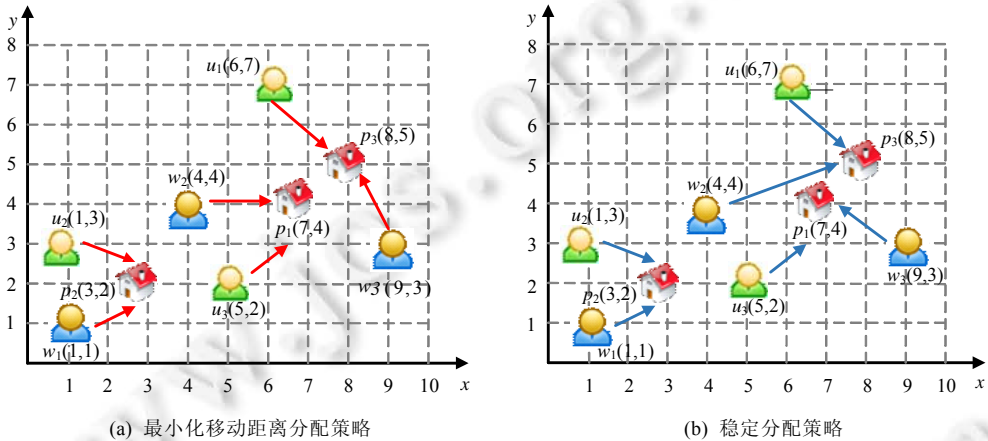 y
8
7
6
5
4
3
2
1
1 2 3 4 5 6 7 8 9 10 x
u₁(6,7)
p₃(8,5)
w₂(4,4)
u₂(1,3)
p₁(7,4)
p₂(3,2)
w3(9,3)
u₃(5,2)
w₁(1,1)
(a) 最小化移动距离分配策略
y
8
7
6
5
4
3
2
1
1 2 3 4 5 6 7 8 9 10 x
u₁(6,7)
p₃(8,5)
w₂(4,4)
u₂(1,3)
p₁(7,4)
p₂(3,2)
w₃(9,3)
u₃(5,2)
w₁(1,1)
(b) 稳定分配策略
www.jos.org.